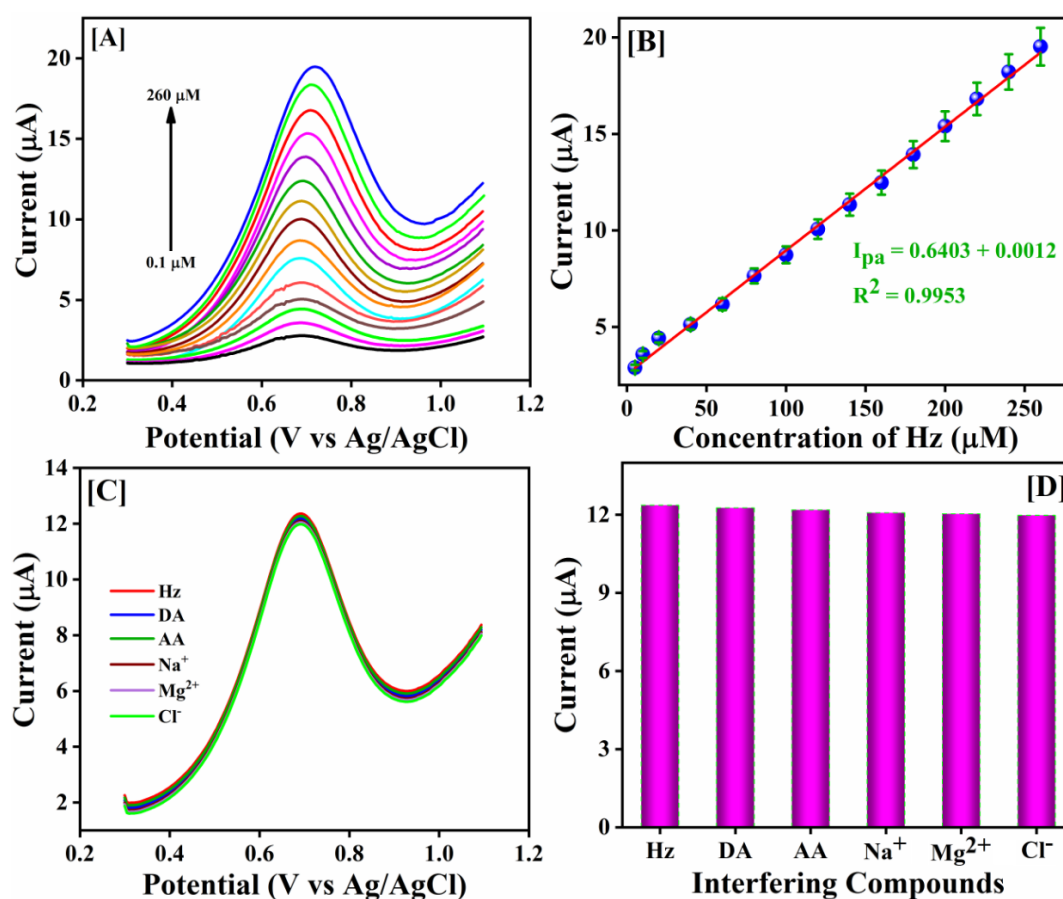 [A]
Current (µA)
20
15
10
5
0
260 µM
0.1 µM
0.2 0.4 0.6 0.8 1.0 1.2
Potential (V vs Ag/AgCl)
[B]
Current (µA)
20
15
10
5
I_pa = 0.6403 + 0.0012
R² = 0.9953
0 50 100 150 200 250
Concentration of Hz (µM)
[C]
Current (µA)
14
12
10
8
6
4
2
Hz
DA
AA
Na⁺
Mg²⁺
Cl⁻
0.2 0.4 0.6 0.8 1.0 1.2
Potential (V vs Ag/AgCl)
[D]
Current (µA)
12
9
6
3
0
Hz DA AA Na⁺ Mg²⁺ Cl⁻
Interfering Compounds